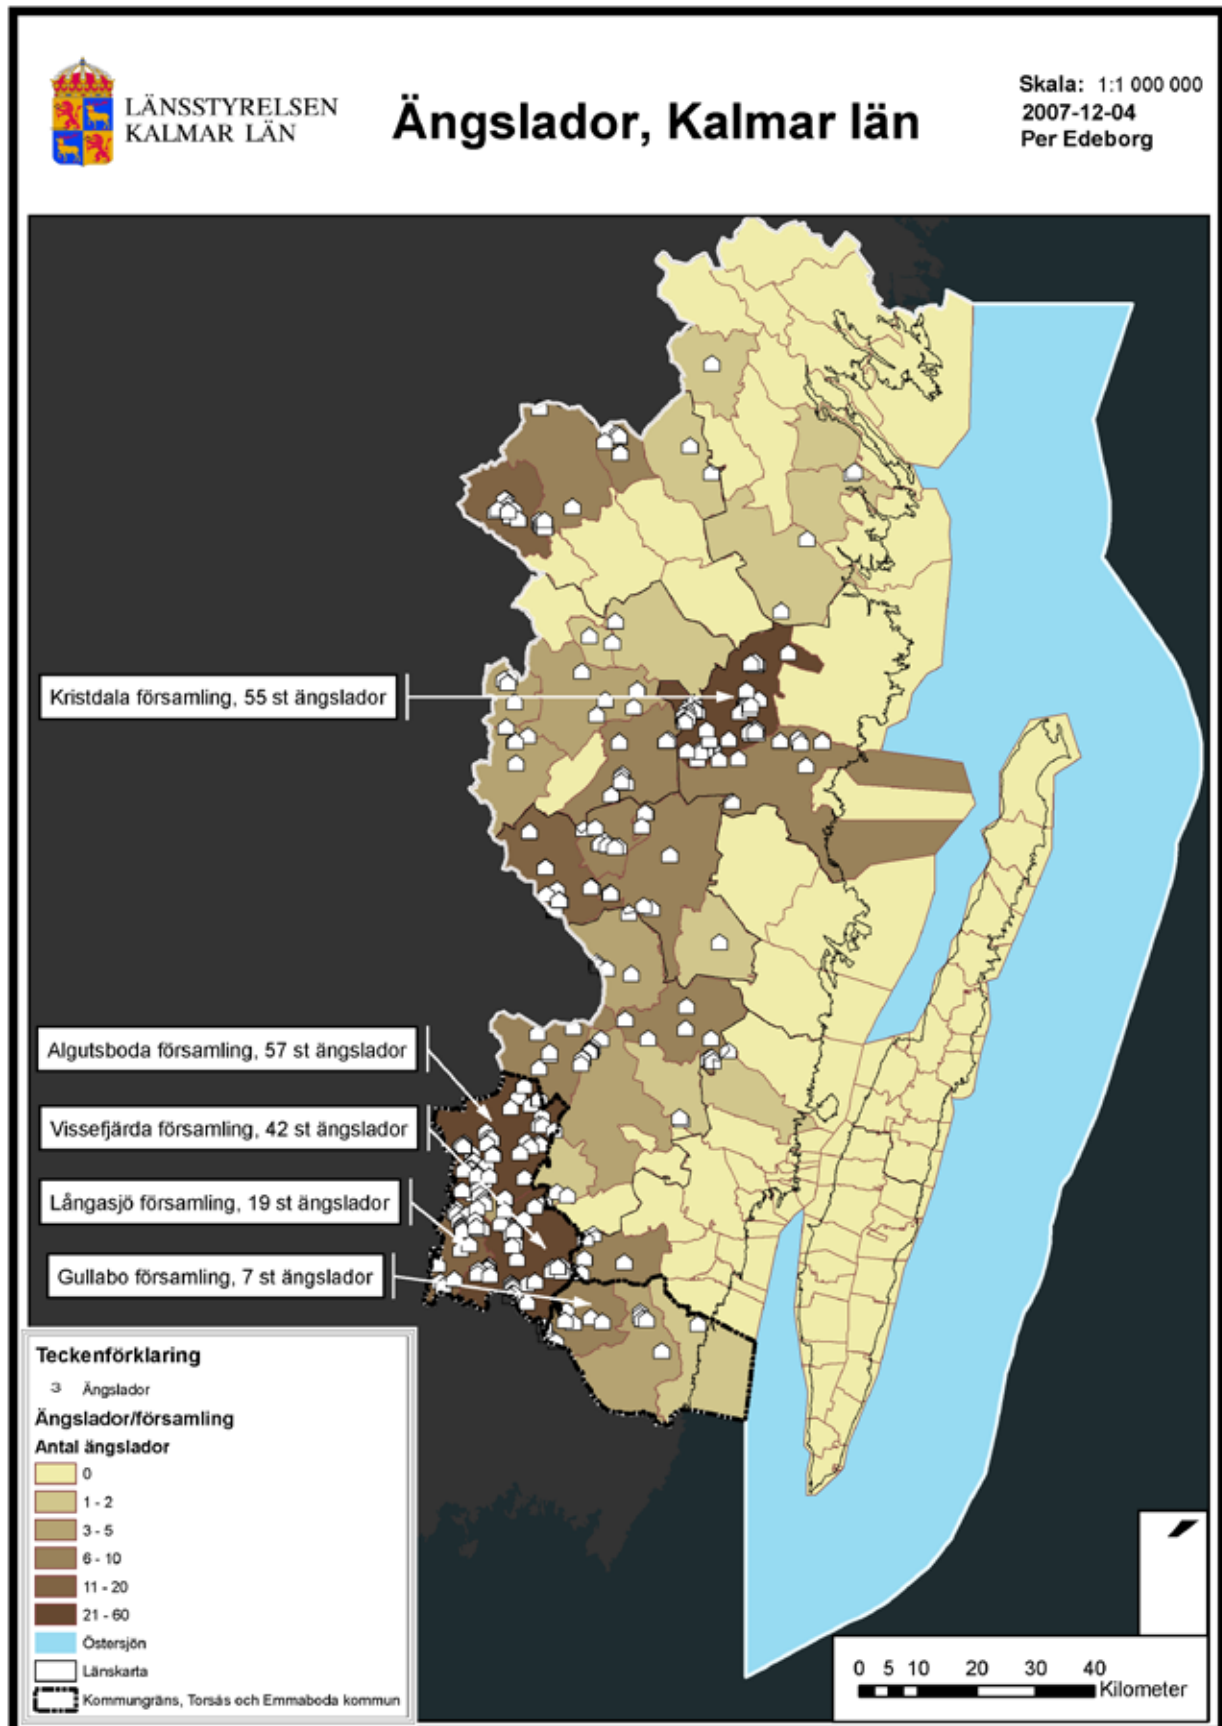 LÄNSSTYRELSEN
KALMAR LÄN
Ängslador, Kalmar län
Skala: 1:1 000 000
2007-12-04
Per Edeborg
Kristdala församling, 55 st ängslador
Algutsboda församling, 57 st ängslador
Vissefjärda församling, 42 st ängslador
Långasjö församling, 19 st ängslador
Gullabo församling, 7 st ängslador
Teckenförklaring
3 Ängslador
Ängslador/församling
Antal ängslador
0
1 - 2
3 - 5
6 - 10
11 - 20
21 - 60
Östersjön
Länskarta
Kommungräns, Torsås och Emmaboda kommun
0 5 10 20 30 40
Kilometer